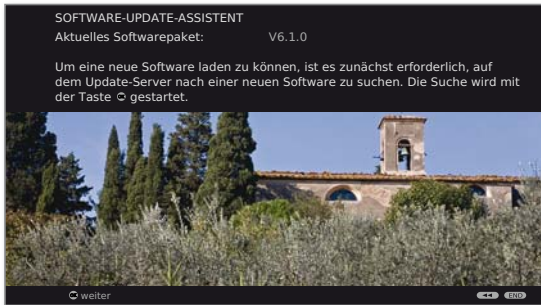 SOFTWARE-UPDATE-ASSISTENT
Aktuelles Softwarepaket: V6.1.0
Um eine neue Software laden zu können, ist es zunächst erforderlich, auf
dem Update-Server nach einer neuen Software zu suchen. Die Suche wird mit
der Taste gestartet.
weiter
END